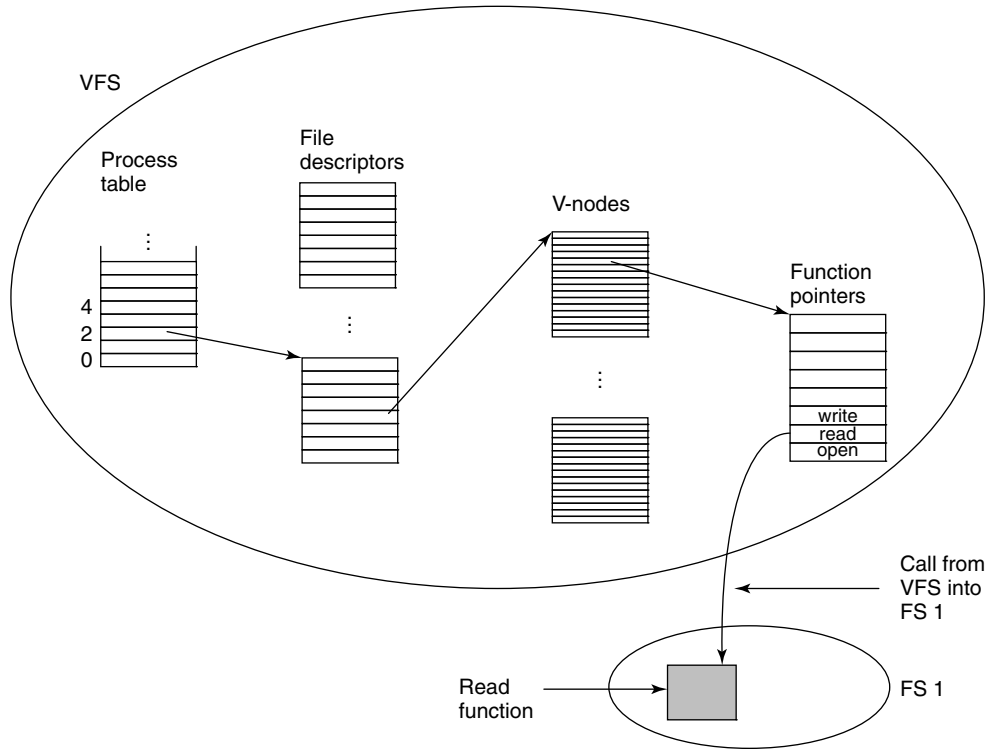 VFS
Process
table
File
descriptors
V-nodes
Function
pointers
...
...
...
4
2
0
write
read
open
Call from
VFS into
FS 1
Read
function
FS 1